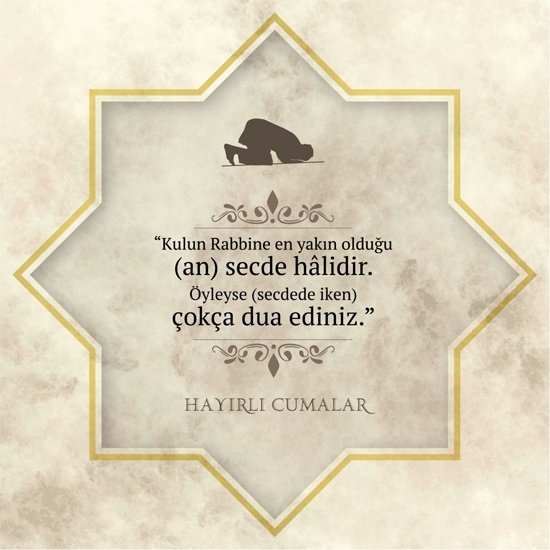 “Kulun Rabbine en yakın olduğu
(an) secde hâlidir.
Öyleyse (secdede iken)
çokça dua ediniz.”
HAYIRLI CUMALAR